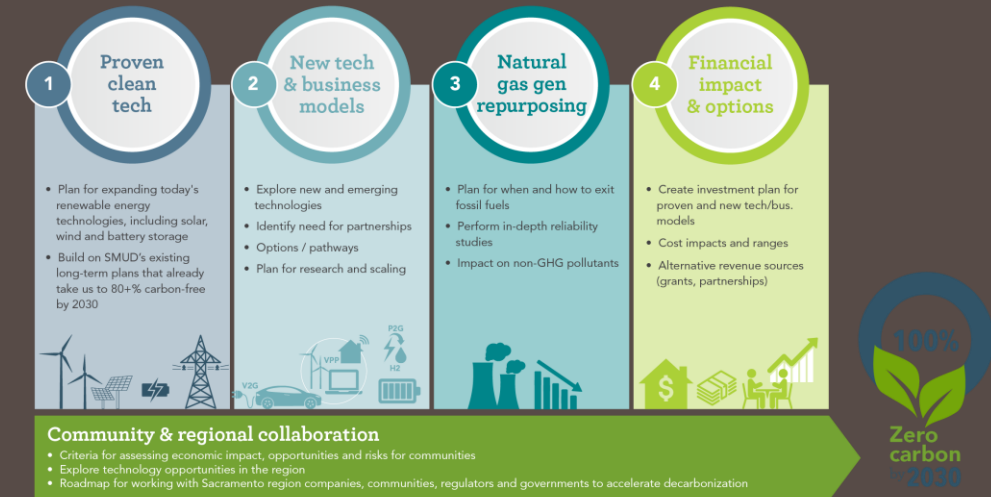 1
Proven
clean
tech
• Plan for expanding today's
renewable energy
technologies, including solar,
wind and battery storage
• Build on SMUD's existing
long-term plans that already
take us to 80+% carbon-free
by 2030
2
New tech
& business
models
• Explore new and emerging
technologies
• Identify need for partnerships
• Options / pathways
• Plan for research and scaling
V2G
VPP
P2G
H2
3
Natural
gas gen
repurposing
• Plan for when and how to exit
fossil fuels
• Perform in-depth reliability
studies
• Impact on non-GHG pollutants
4
Financial
impact
& options
• Create investment plan for
proven and new tech/bus.
models
• Cost impacts and ranges
• Alternative revenue sources
(grants, partnerships)
$
Community & regional collaboration
• Criteria for assessing economic impact, opportunities and risks for communities
• Explore technology opportunities in the region
• Roadmap for working with Sacramento region companies, communities, regulators and governments to accelerate decarbonization
100%
Zero
carbon
2030